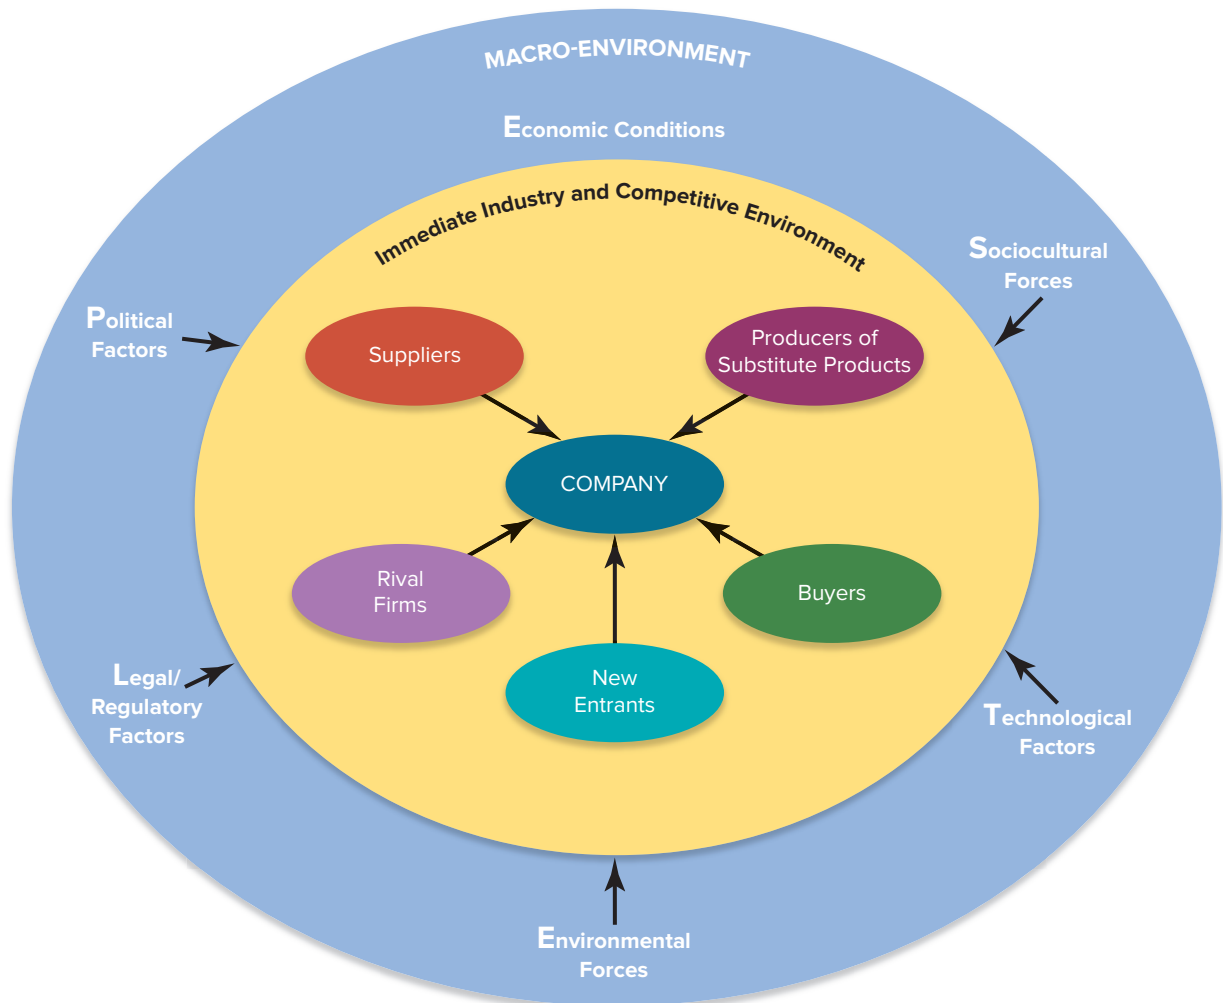 MACRO-ENVIRONMENT
Economic Conditions
Immediate Industry and Competitive Environment
Sociocultural
Forces
Political
Factors
Suppliers
Producers of
Substitute Products
COMPANY
Rival
Firms
Buyers
New
Entrants
Legal/
Regulatory
Factors
Technological
Factors
Environmental
Forces